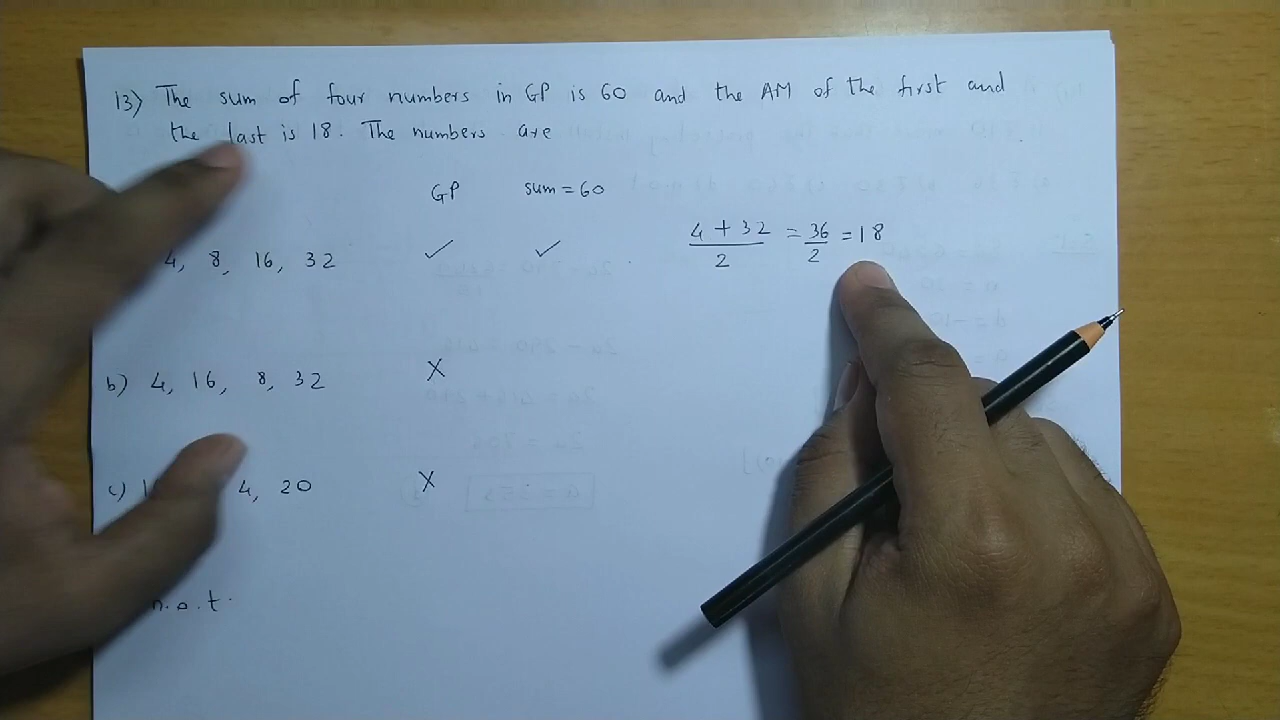 13) The sum of four numbers in GP is 60 and the AM of the first and
the last is 18. The numbers are
GP sum = 60
4, 8, 16, 32 ✓ ✓ 4 + 32 / 2 = 36 / 2 = 18
b) 4, 16, 8, 32 X
c) 4, 20 X
n.o.t.